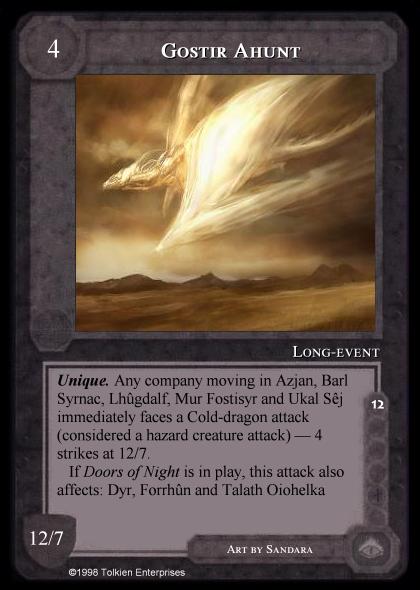 4
Gostir Ahunt
Long-event
Unique. Any company moving in Azjan, Barl
Syrnac, Lhûgdalf, Mur Fostisyr and Ukal Sêj
immediately faces a Cold-dragon attack
(considered a hazard creature attack) — 4
strikes at 12/7.
If Doors of Night is in play, this attack also
affects: Dyr, Forrhûn and Talath Oiohelka
12
12/7
Art by Sandara
©1998 Tolkien Enterprises